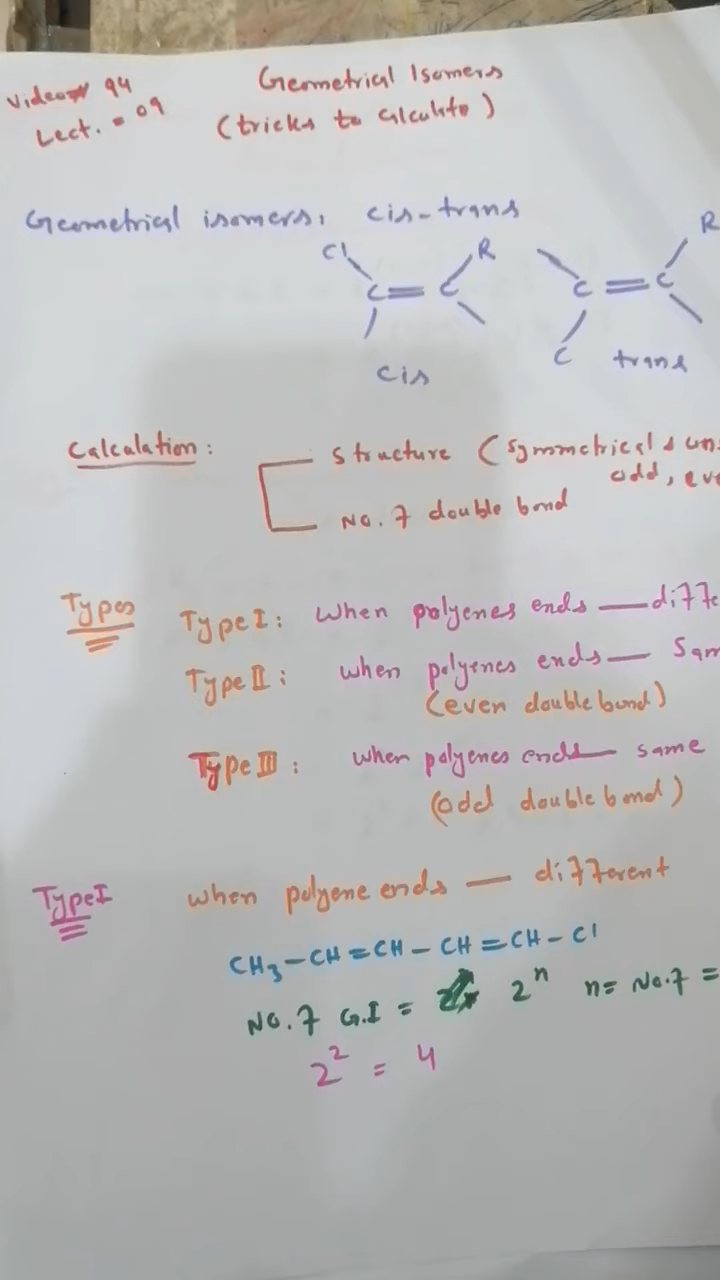 Video 94
Lect. = 09
Geometrical Isomers
(tricks to Calculate)
Geometrical isomers: cis-trans
Cl R R
C = C C = C
C
cis trans
Calculation: Structure (Symmetrical & uns
odd, eve
No. of double bond
Types Type I: when polyenes ends — diffe
Type II: when polyenes ends — Sam
(even double bond)
Type III: when polyenes ends — same
(odd double bond)
Type I when polyene ends — different
CH3-CH=CH-CH=CH-Cl
No. of G.I = 2^n n= No. of =
2^2 = 4